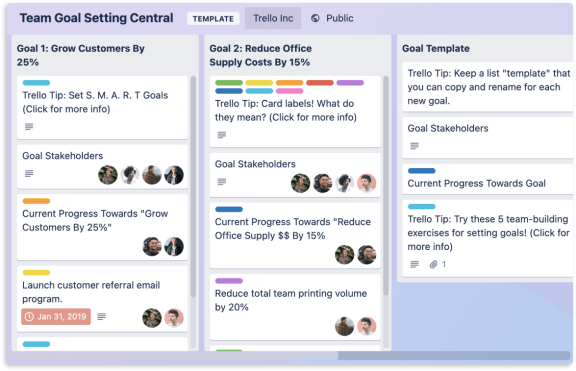 Team Goal Setting Central TEMPLATE Trello Inc Public
Goal 1: Grow Customers By
25%
Trello Tip: Set S. M. A. R. T Goals
(Click for more info)
Goal Stakeholders
Current Progress Towards "Grow
Customers By 25%"
Launch customer referral email
program.
Jan 31, 2019
Goal 2: Reduce Office
Supply Costs By 15%
Trello Tip: Card labels! What do
they mean? (Click for more info)
Goal Stakeholders
Current Progress Towards "Reduce
Office Supply $$ By 15%
Reduce total team printing volume
by 20%
Goal Template
Trello Tip: Keep a list "template" that
you can copy and rename for each
new goal.
Goal Stakeholders
Current Progress Towards Goal
Trello Tip: Try these 5 team-building
exercises for setting goals! (Click for
more info)
1